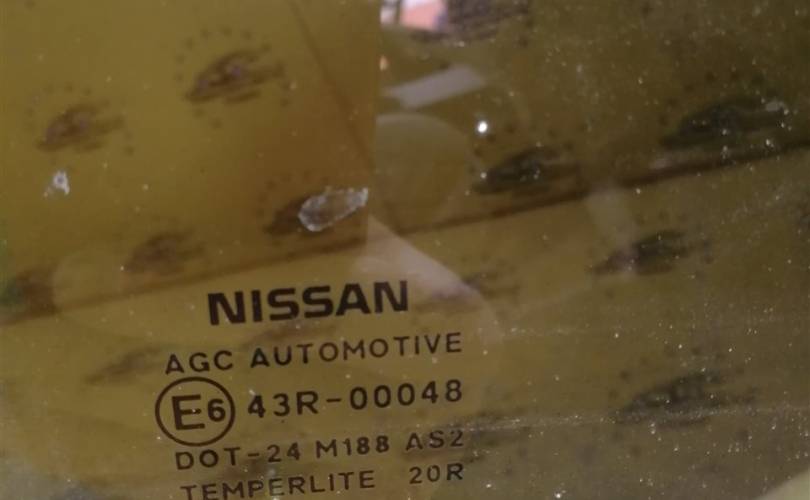 NISSAN
AGC AUTOMOTIVE
E6 43R-00048
DOT-24 M188 AS2
TEMPERLITE 20R